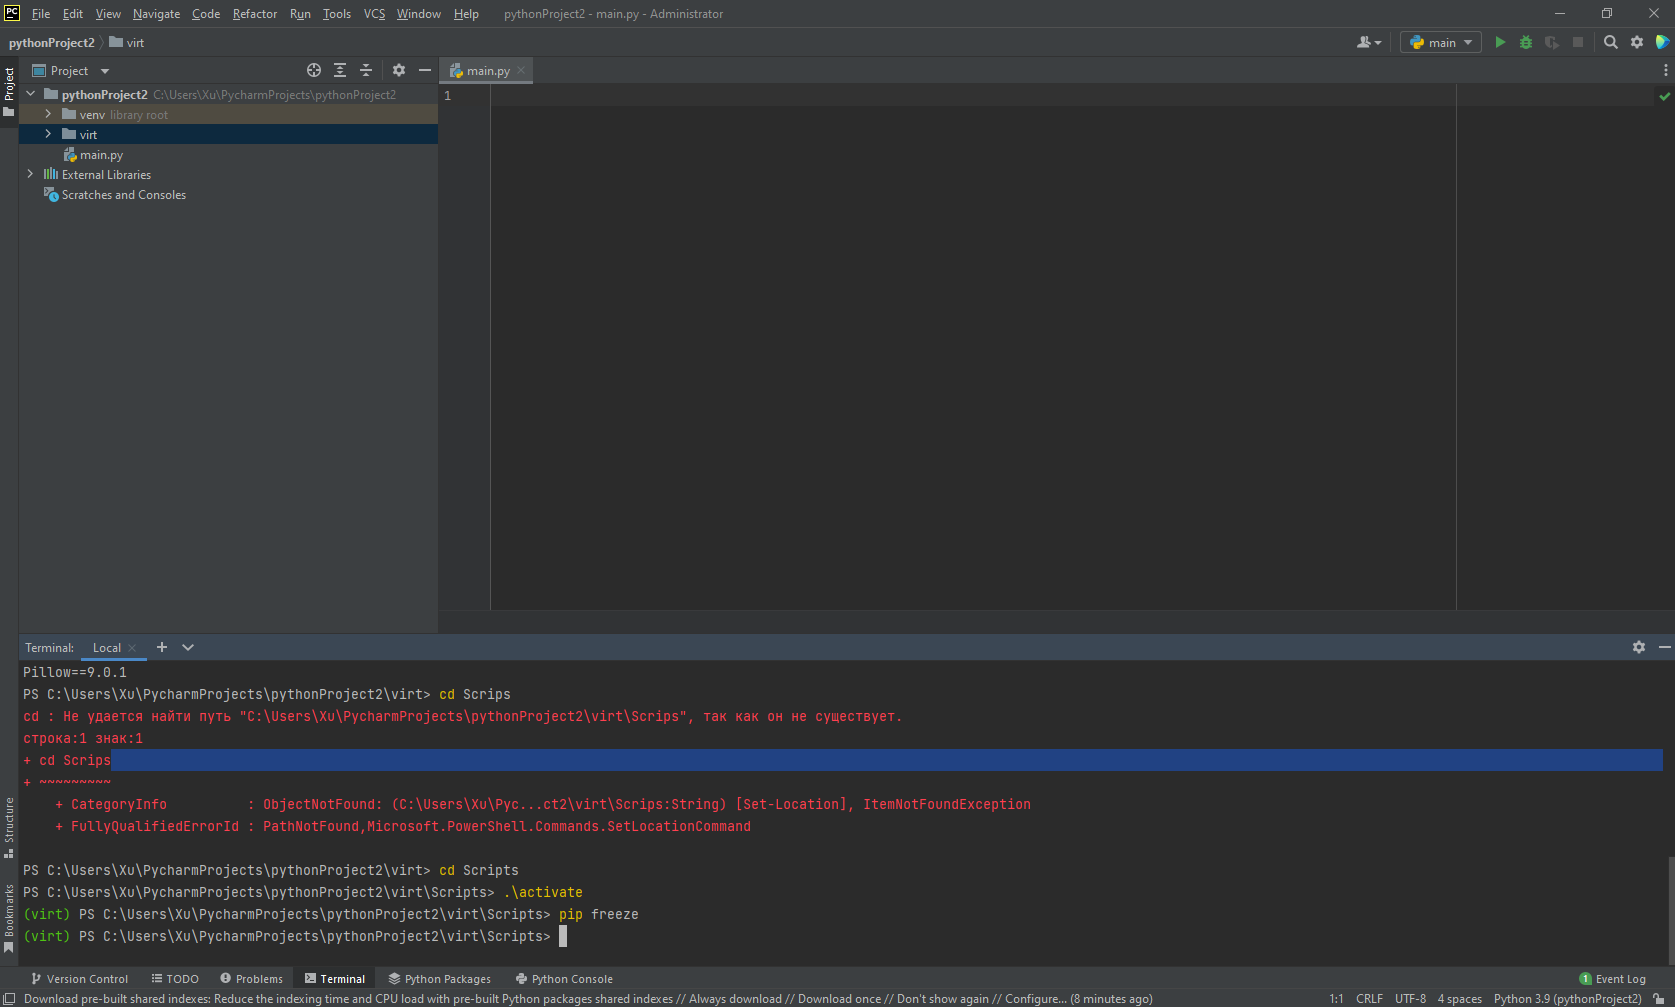 PC File Edit View Navigate Code Refactor Run Tools VCS Window Help pythonProject2 - main.py - Administrator
pythonProject2 virt main
Project main.py
Project
pythonProject2 C:\Users\Xu\PycharmProjects\pythonProject2
venv library root
virt
main.py
External Libraries
Scratches and Consoles
1
Terminal: Local
Pillow==9.0.1
PS C:\Users\Xu\PycharmProjects\pythonProject2\virt> cd Scrips
cd : Не удается найти путь "C:\Users\Xu\PycharmProjects\pythonProject2\virt\Scrips", так как он не существует.
строка:1 знак:1
+ cd Scrips
+ ~~~~~~~~~
+ CategoryInfo : ObjectNotFound: (C:\Users\Xu\Pyc...ct2\virt\Scrips:String) [Set-Location], ItemNotFoundException
+ FullyQualifiedErrorId : PathNotFound,Microsoft.PowerShell.Commands.SetLocationCommand
PS C:\Users\Xu\PycharmProjects\pythonProject2\virt> cd Scripts
PS C:\Users\Xu\PycharmProjects\pythonProject2\virt\Scripts> .\activate
(virt) PS C:\Users\Xu\PycharmProjects\pythonProject2\virt\Scripts> pip freeze
(virt) PS C:\Users\Xu\PycharmProjects\pythonProject2\virt\Scripts>
Structure
Bookmarks
Version Control TODO Problems Terminal Python Packages Python Console 1 Event Log
Download pre-built shared indexes: Reduce the indexing time and CPU load with pre-built Python packages shared indexes // Always download // Download once // Don't show again // Configure... (8 minutes ago) 1:1 CRLF UTF-8 4 spaces Python 3.9 (pythonProject2)